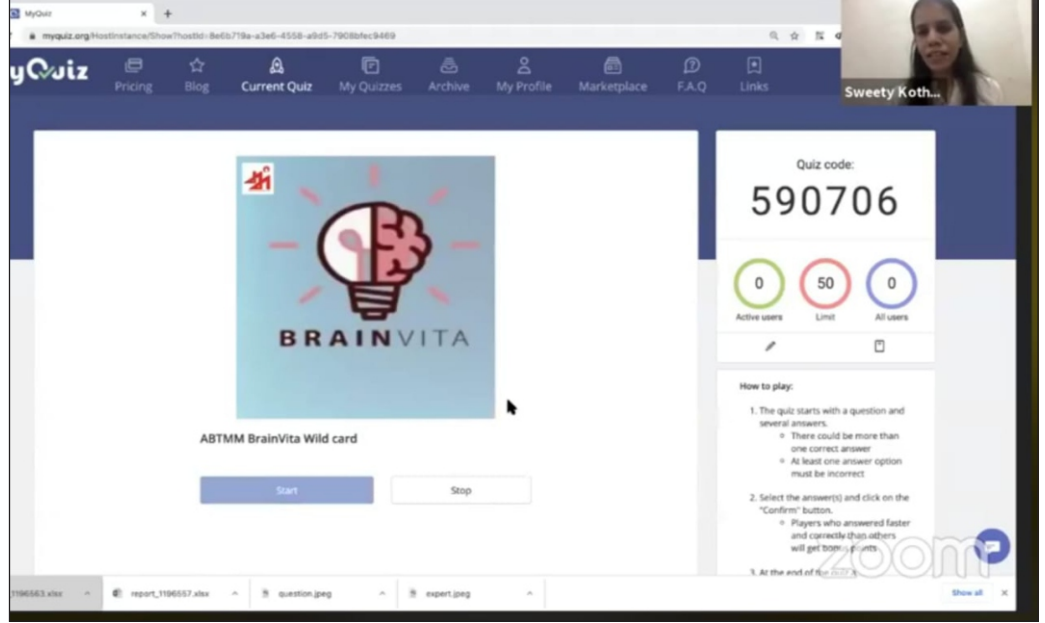 MyQuiz
myquiz.org/HostInstance/Show?hostId=8e6b719a-a3e6-4558-a9d5-7908bfec9469
yQuiz
Pricing
Blog
Current Quiz
My Quizzes
Archive
My Profile
Marketplace
F.A.Q
Links
Sweety Koth...
BRAINVITA
ABTMM BrainVita Wild card
Start
Stop
Quiz code:
590706
0
50
0
Active users
Limit
All users
How to play:
1. The quiz starts with a question and
several answers.
There could be more than
one correct answer
At least one answer option
must be incorrect
2. Select the answer(s) and click on the
"Confirm" button.
Players who answered faster
and correctly than others
will get bonus points
3. At the end of the
zoom
1196563.xlsx
report_1196557.xlsx
question.jpeg
expert.jpeg
Show all